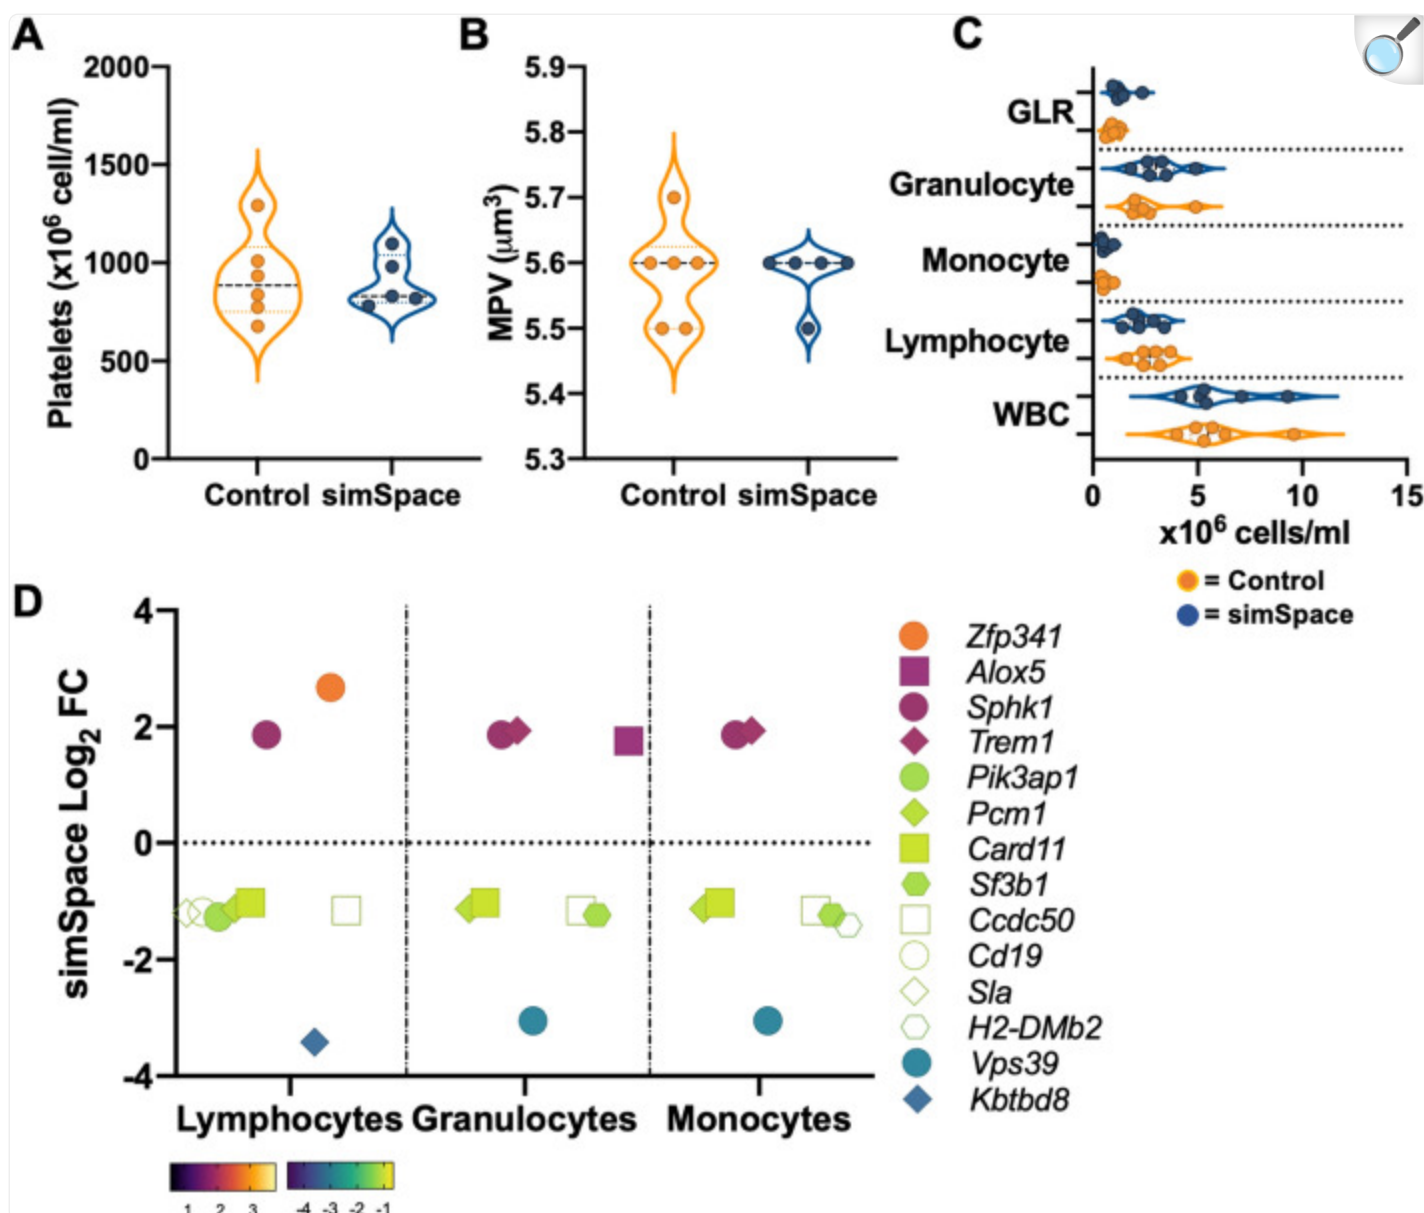 A
B
C
2000
1500
1000
500
0
Platelets (x10⁶ cell/ml)
Control simSpace
5.9
5.8
5.7
5.6
5.5
5.4
5.3
MPV (μm³)
Control simSpace
GLR
Granulocyte
Monocyte
Lymphocyte
WBC
0 5 10 15
x10⁶ cells/ml
= Control
= simSpace
D
4
2
0
-2
-4
simSpace Log₂ FC
Lymphocytes Granulocytes Monocytes
Zfp341
Alox5
Sphk1
Trem1
Pik3ap1
Pcm1
Card11
Sf3b1
Ccdc50
Cd19
Sla
H2-DMb2
Vps39
Kbtbd8
1 2 3
-4 -3 -2 -1